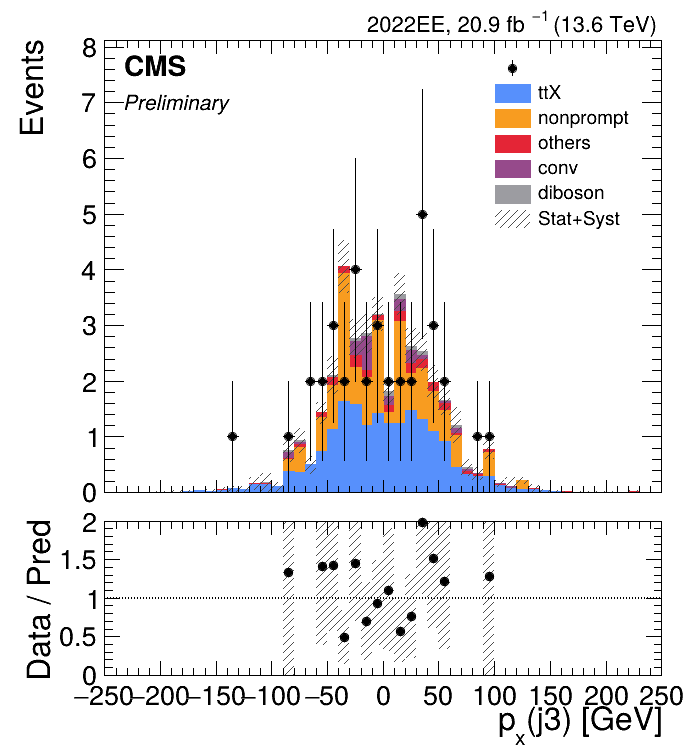 2022EE, 20.9 fb⁻¹ (13.6 TeV)
CMS
Preliminary
Events
8
7
6
5
4
3
2
1
0
ttX
nonprompt
others
conv
diboson
Stat+Syst
Data / Pred
2
1.5
1
0.5
0
−250 −200 −150 −100 −50 0 50 100 150 200 250
pₓ(j3) [GeV]